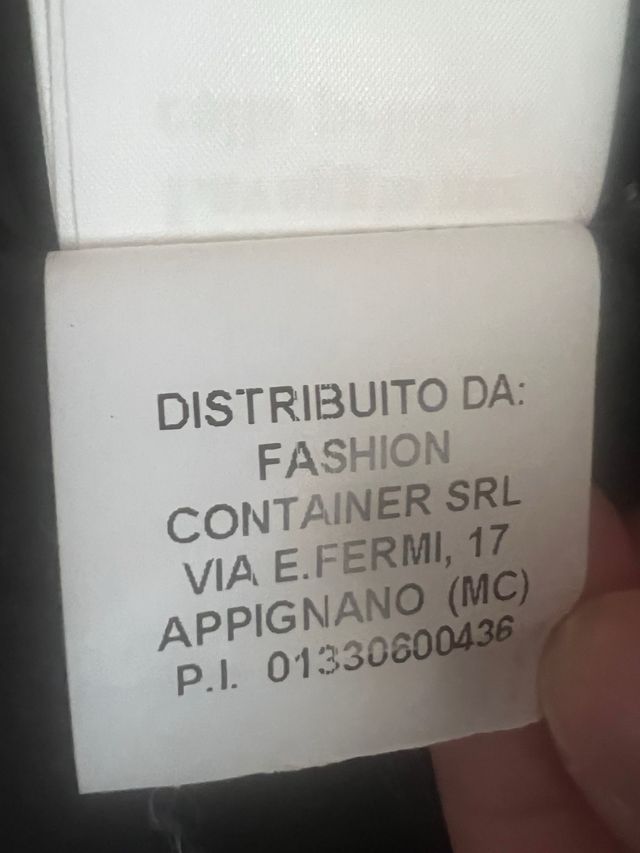 DISTRIBUITO DA:
FASHION
CONTAINER SRL
VIA E.FERMI, 17
APPIGNANO (MC)
P.I. 01330600436